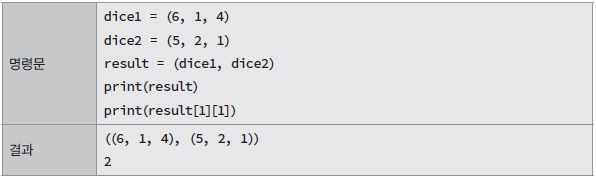 명령문
dice1 = (6, 1, 4)
dice2 = (5, 2, 1)
result = (dice1, dice2)
print(result)
print(result[1][1])
결과
((6, 1, 4), (5, 2, 1))
2